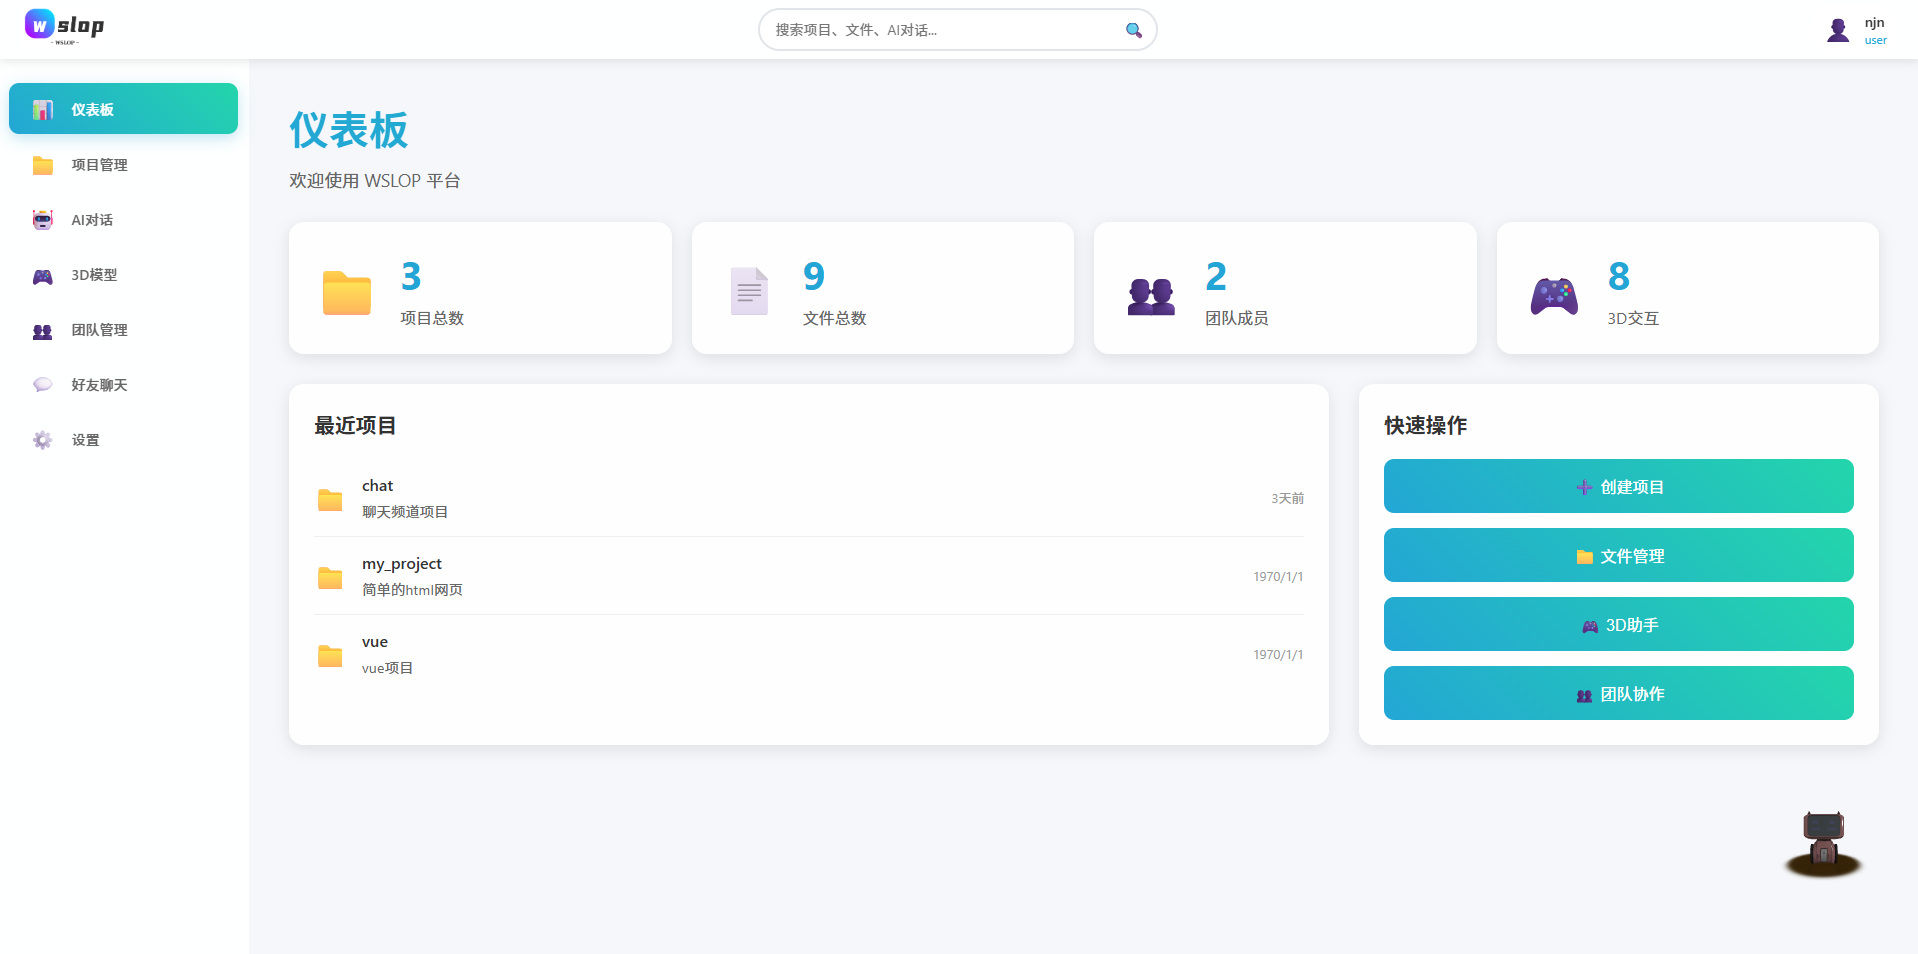 W slop
- WSLOP -
搜索项目、文件、AI对话...
njn
user
仪表板
项目管理
AI对话
3D模型
团队管理
好友聊天
设置
仪表板
欢迎使用 WSLOP 平台
3
项目总数
9
文件总数
2
团队成员
8
3D交互
最近项目
chat
聊天频道项目
3天前
my_project
简单的html网页
1970/1/1
vue
vue项目
1970/1/1
快速操作
创建项目
文件管理
3D助手
团队协作